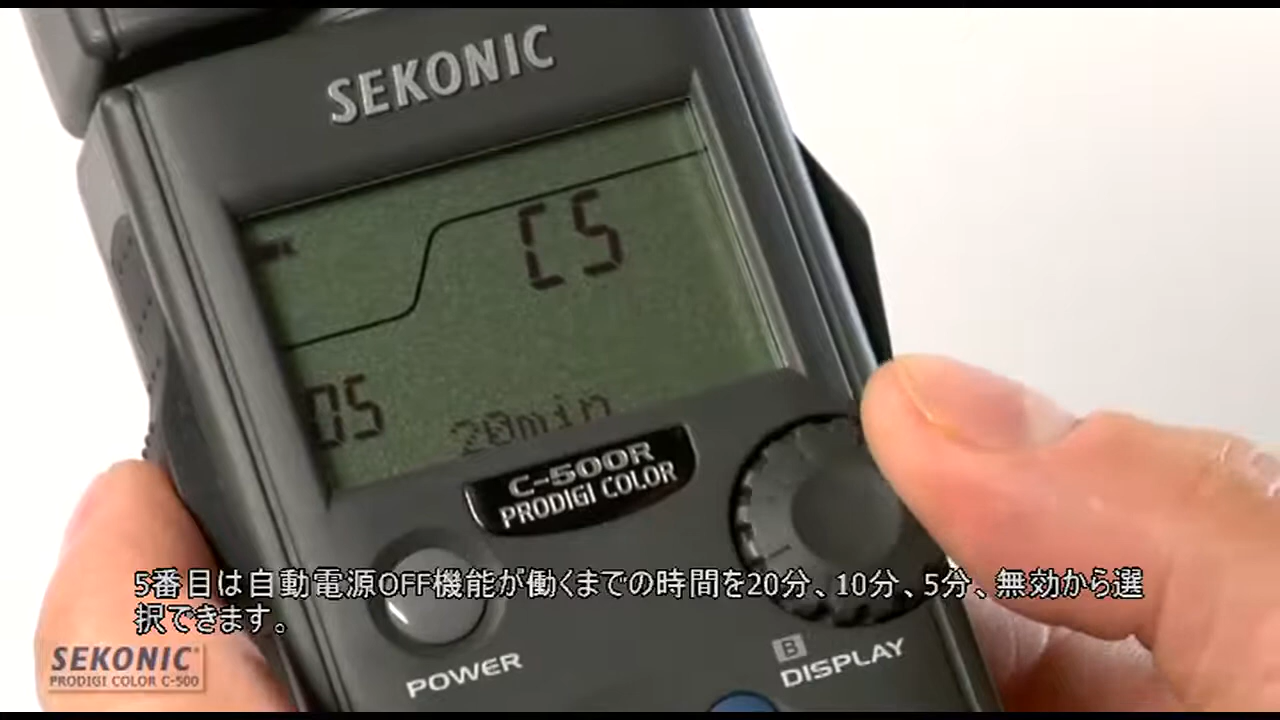 SEKONIC
CS
05 20min
C-500R
PRODIGI COLOR
5番目は自動電源OFF機能が働くまでの時間を20分、10分、5分、無効から選
択できます。
SEKONIC
PRODIGI COLOR C-500
POWER
B
DISPLAY